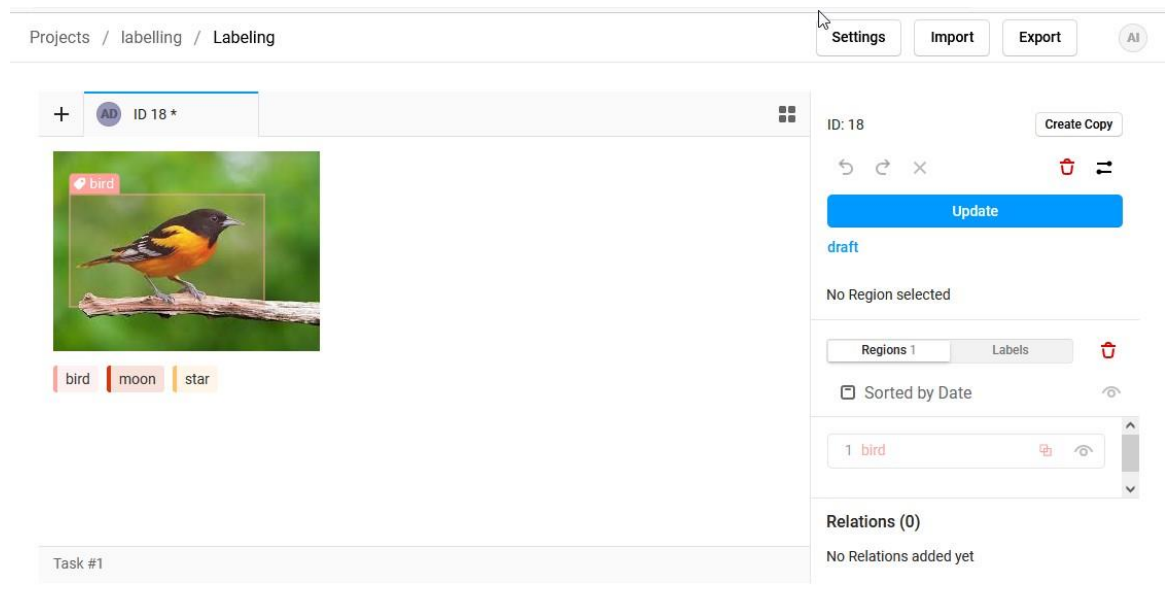 Projects / labelling / Labeling
Settings Import Export AI
+ AD ID 18 *
bird
bird moon star
Task #1
ID: 18 Create Copy
Update
draft
No Region selected
Regions 1 Labels
Sorted by Date
1 bird
Relations (0)
No Relations added yet